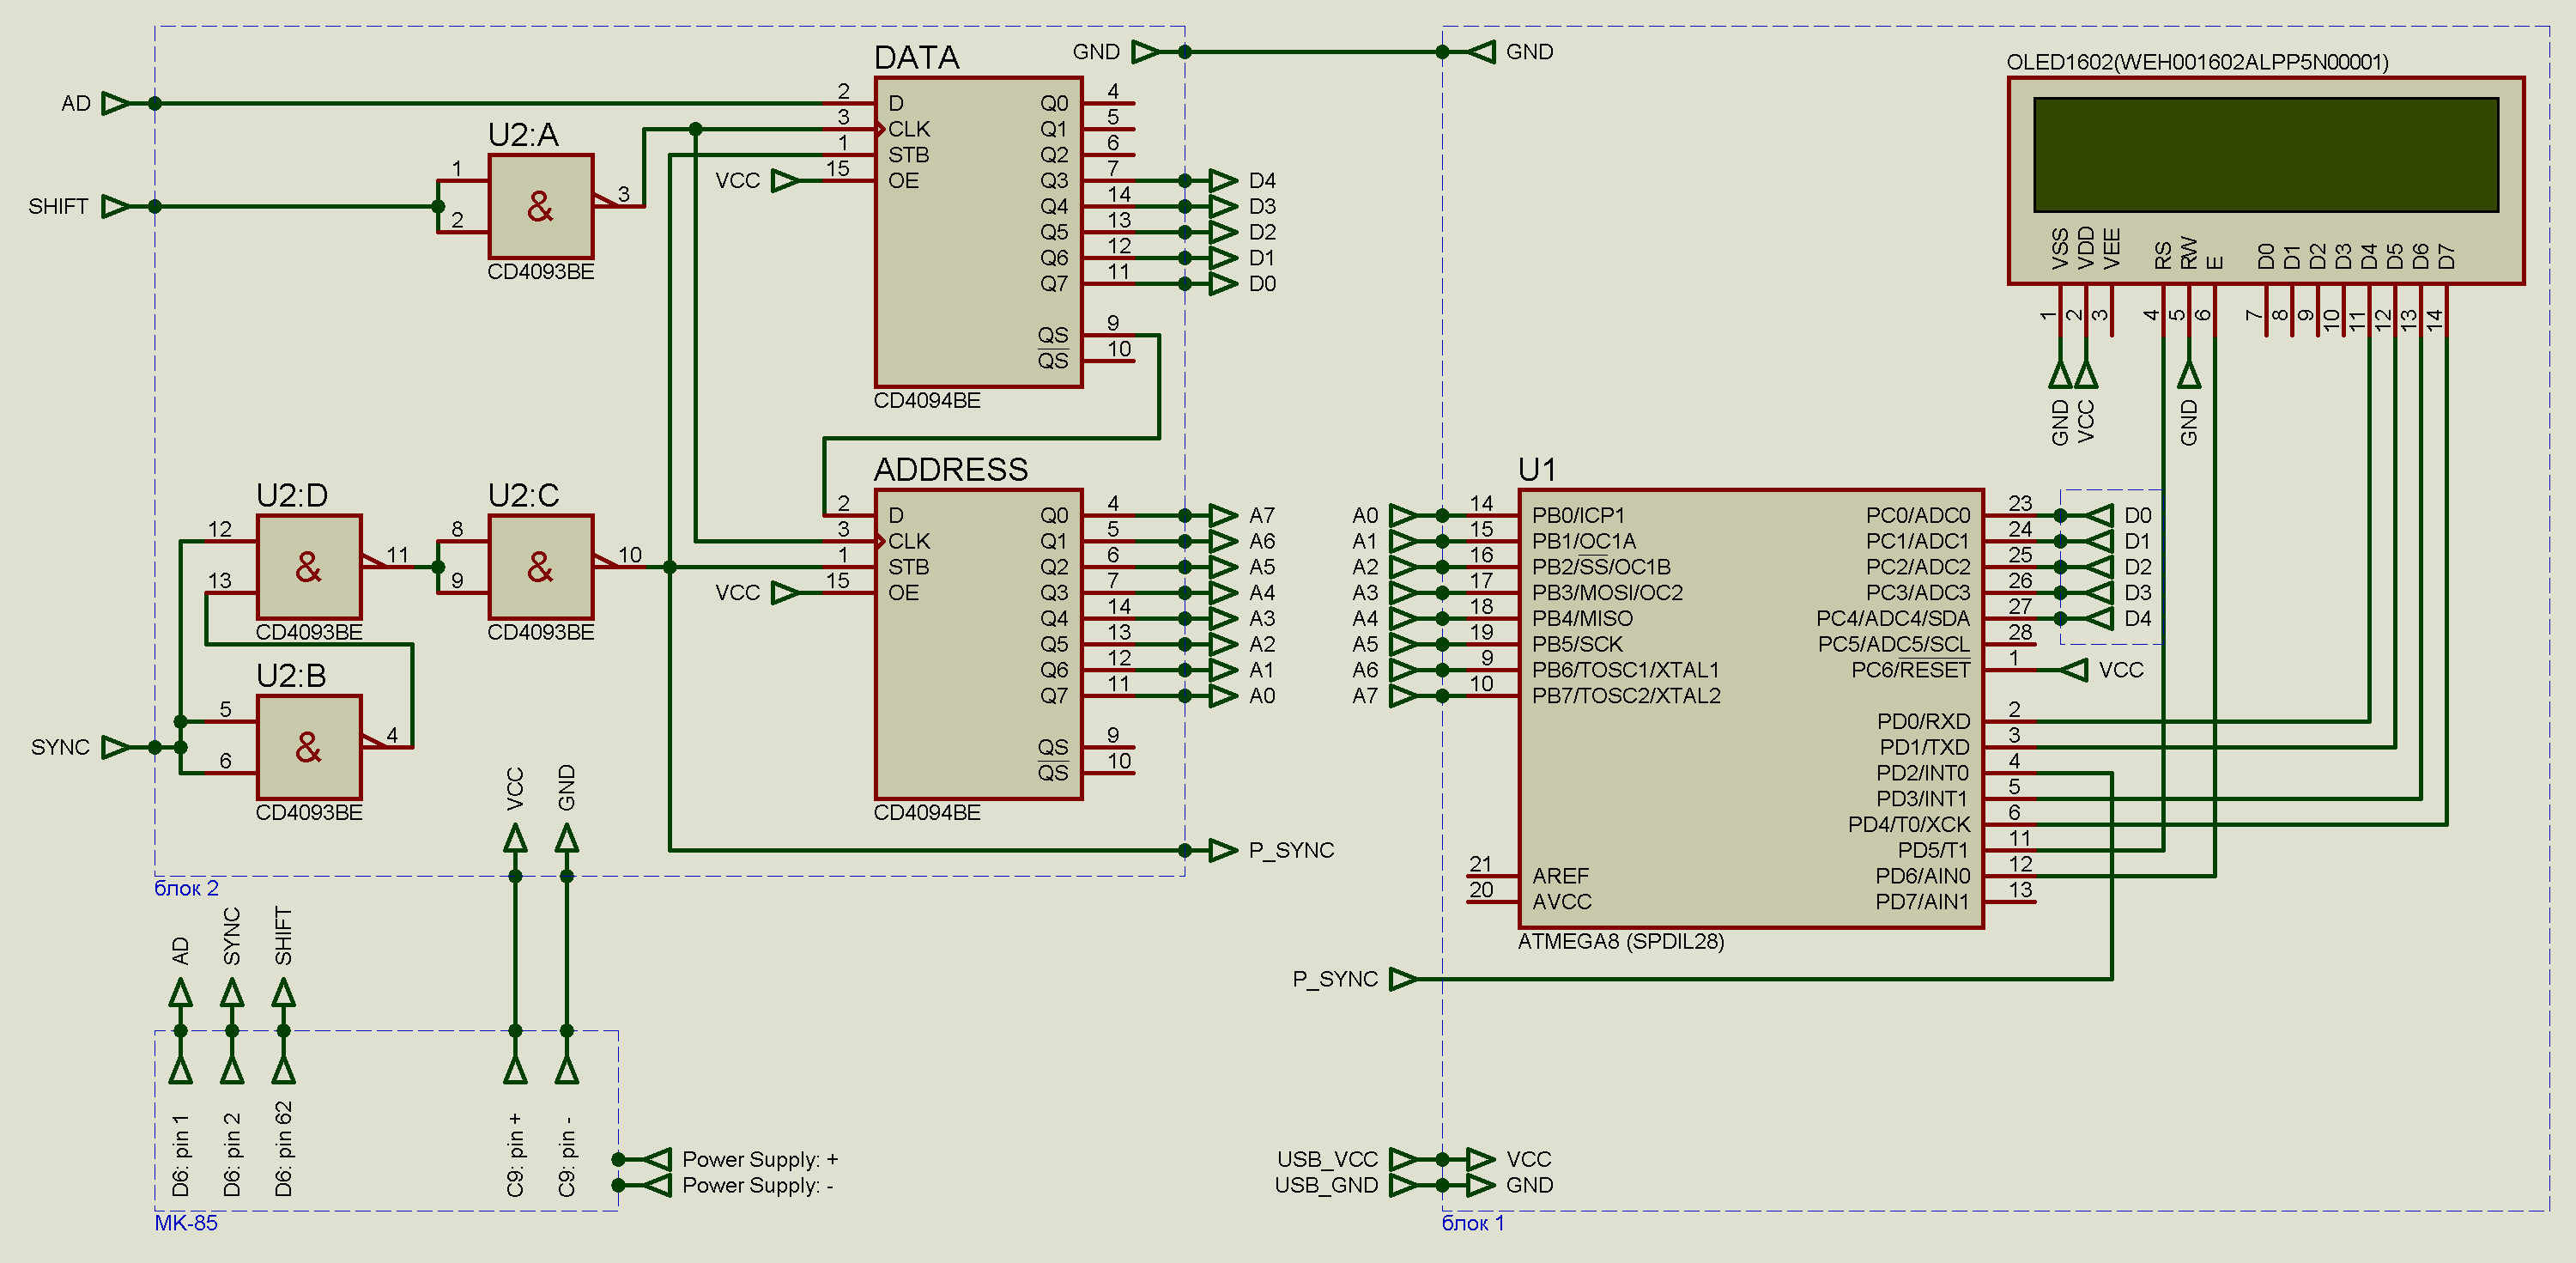 AD
SHIFT
SYNC
U2:A
1
2
3
&
CD4093BE
U2:D
12
13
11
&
CD4093BE
U2:C
8
9
10
&
CD4093BE
U2:B
5
6
4
&
CD4093BE
DATA
2 D
3 CLK
1 STB
VCC 15 OE
Q0 4
Q1 5
Q2 6
Q3 7 D4
Q4 14 D3
Q5 13 D2
Q6 12 D1
Q7 11 D0
QS 9
QS 10
CD4094BE
ADDRESS
2 D
3 CLK
1 STB
VCC 15 OE
Q0 4 A7
Q1 5 A6
Q2 6 A5
Q3 7 A4
Q4 14 A3
Q5 13 A2
Q6 12 A1
Q7 11 A0
QS 9
QS 10
CD4094BE
P_SYNC
VCC
GND
блок 2
AD
SYNC
SHIFT
D6: pin 1
D6: pin 2
D6: pin 62
C9: pin +
C9: pin -
Power Supply: +
Power Supply: -
MK-85
GND
GND
OLED1602(WEH001602ALPP5N00001)
VSS VDD VEE RS RW E D0 D1 D2 D3 D4 D5 D6 D7
1 2 3 4 5 6 7 8 9 10 11 12 13 14
GND VCC GND
U1
A0 14 PB0/ICP1
A1 15 PB1/OC1A
A2 16 PB2/SS/OC1B
A3 17 PB3/MOSI/OC2
A4 18 PB4/MISO
A5 19 PB5/SCK
A6 9 PB6/TOSC1/XTAL1
A7 10 PB7/TOSC2/XTAL2
21 AREF
20 AVCC
PC0/ADC0 23 D0
PC1/ADC1 24 D1
PC2/ADC2 25 D2
PC3/ADC3 26 D3
PC4/ADC4/SDA 27 D4
PC5/ADC5/SCL 28
PC6/RESET 1 VCC
PD0/RXD 2
PD1/TXD 3
PD2/INT0 4
PD3/INT1 5
PD4/T0/XCK 6
PD5/T1 11
PD6/AIN0 12
PD7/AIN1 13
ATMEGA8 (SPDIL28)
P_SYNC
USB_VCC VCC
USB_GND GND
блок 1